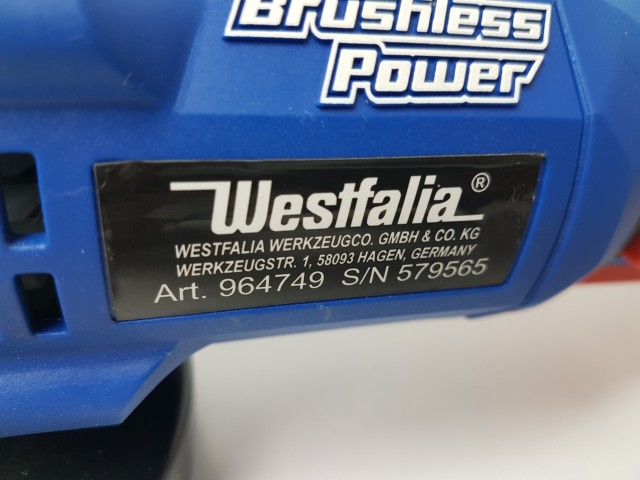 Brushless
Power
Westfalia®
WESTFALIA WERKZEUGCO. GMBH & CO. KG
WERKZEUGSTR. 1, 58093 HAGEN, GERMANY
Art. 964749 S/N 579565